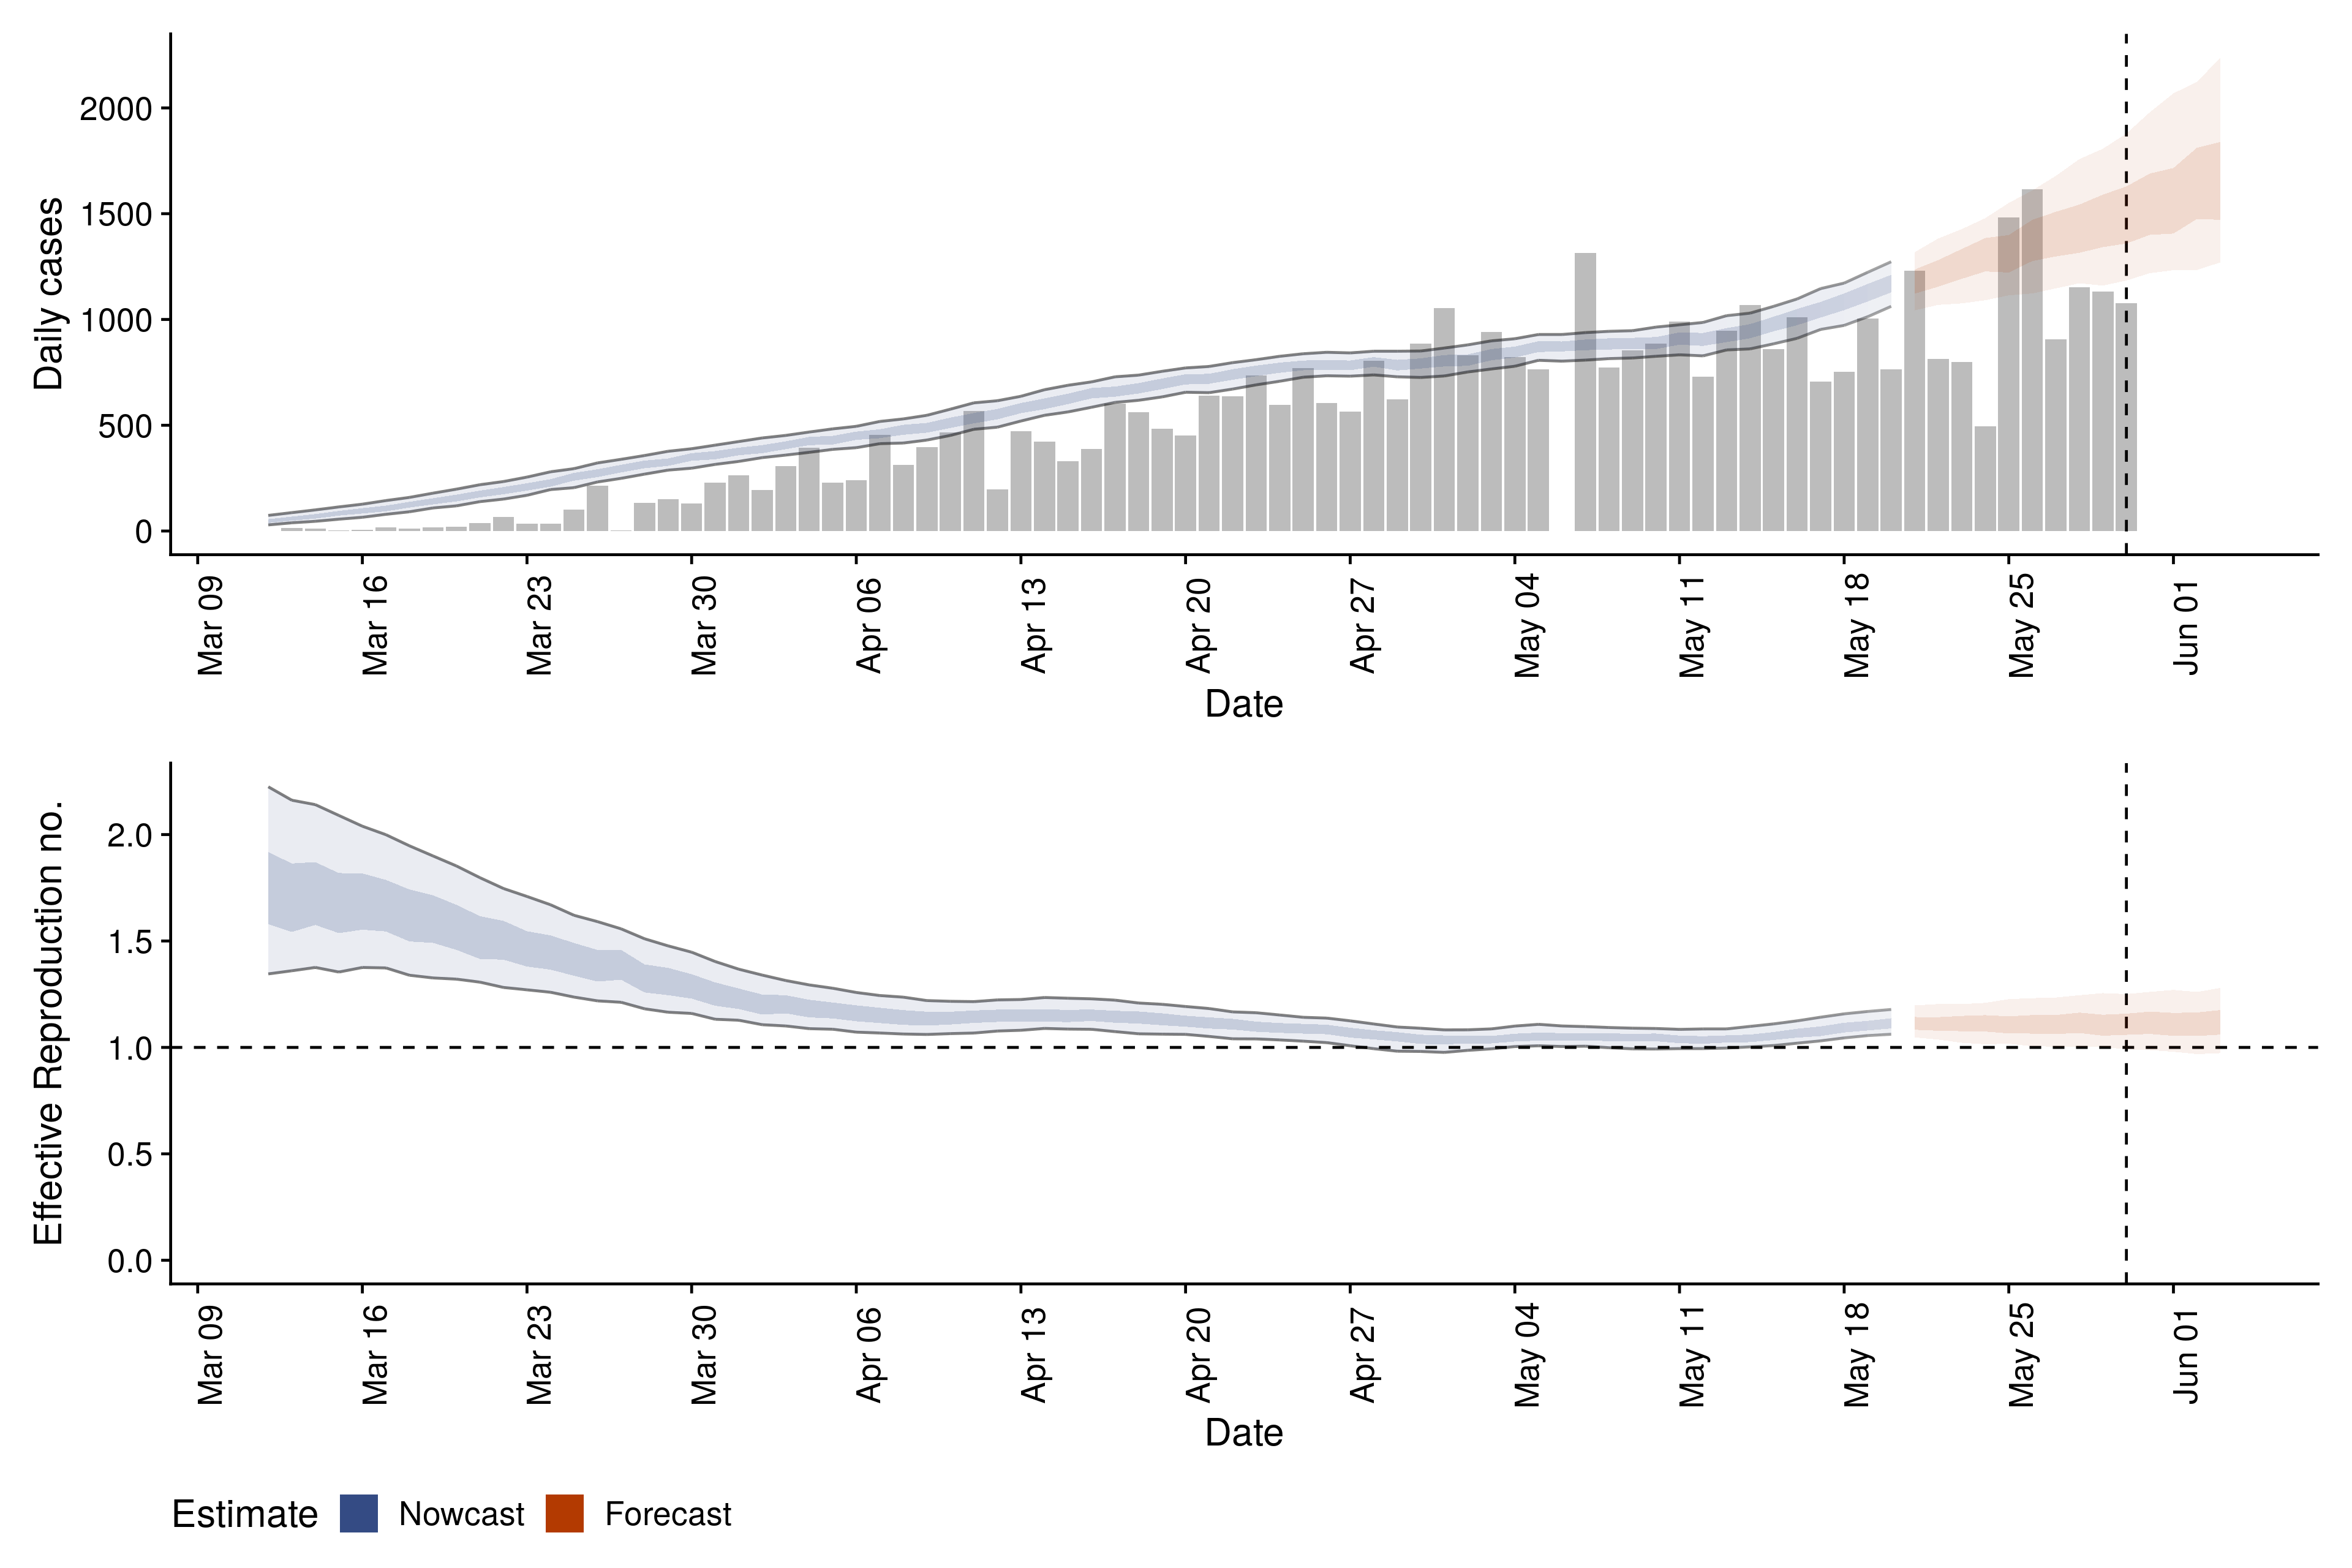 Daily cases
2000
1500
1000
500
0
Mar 09
Mar 16
Mar 23
Mar 30
Apr 06
Apr 13
Apr 20
Apr 27
May 04
May 11
May 18
May 25
Jun 01
Date
Effective Reproduction no.
2.0
1.5
1.0
0.5
0.0
Mar 09
Mar 16
Mar 23
Mar 30
Apr 06
Apr 13
Apr 20
Apr 27
May 04
May 11
May 18
May 25
Jun 01
Date
Estimate Nowcast Forecast